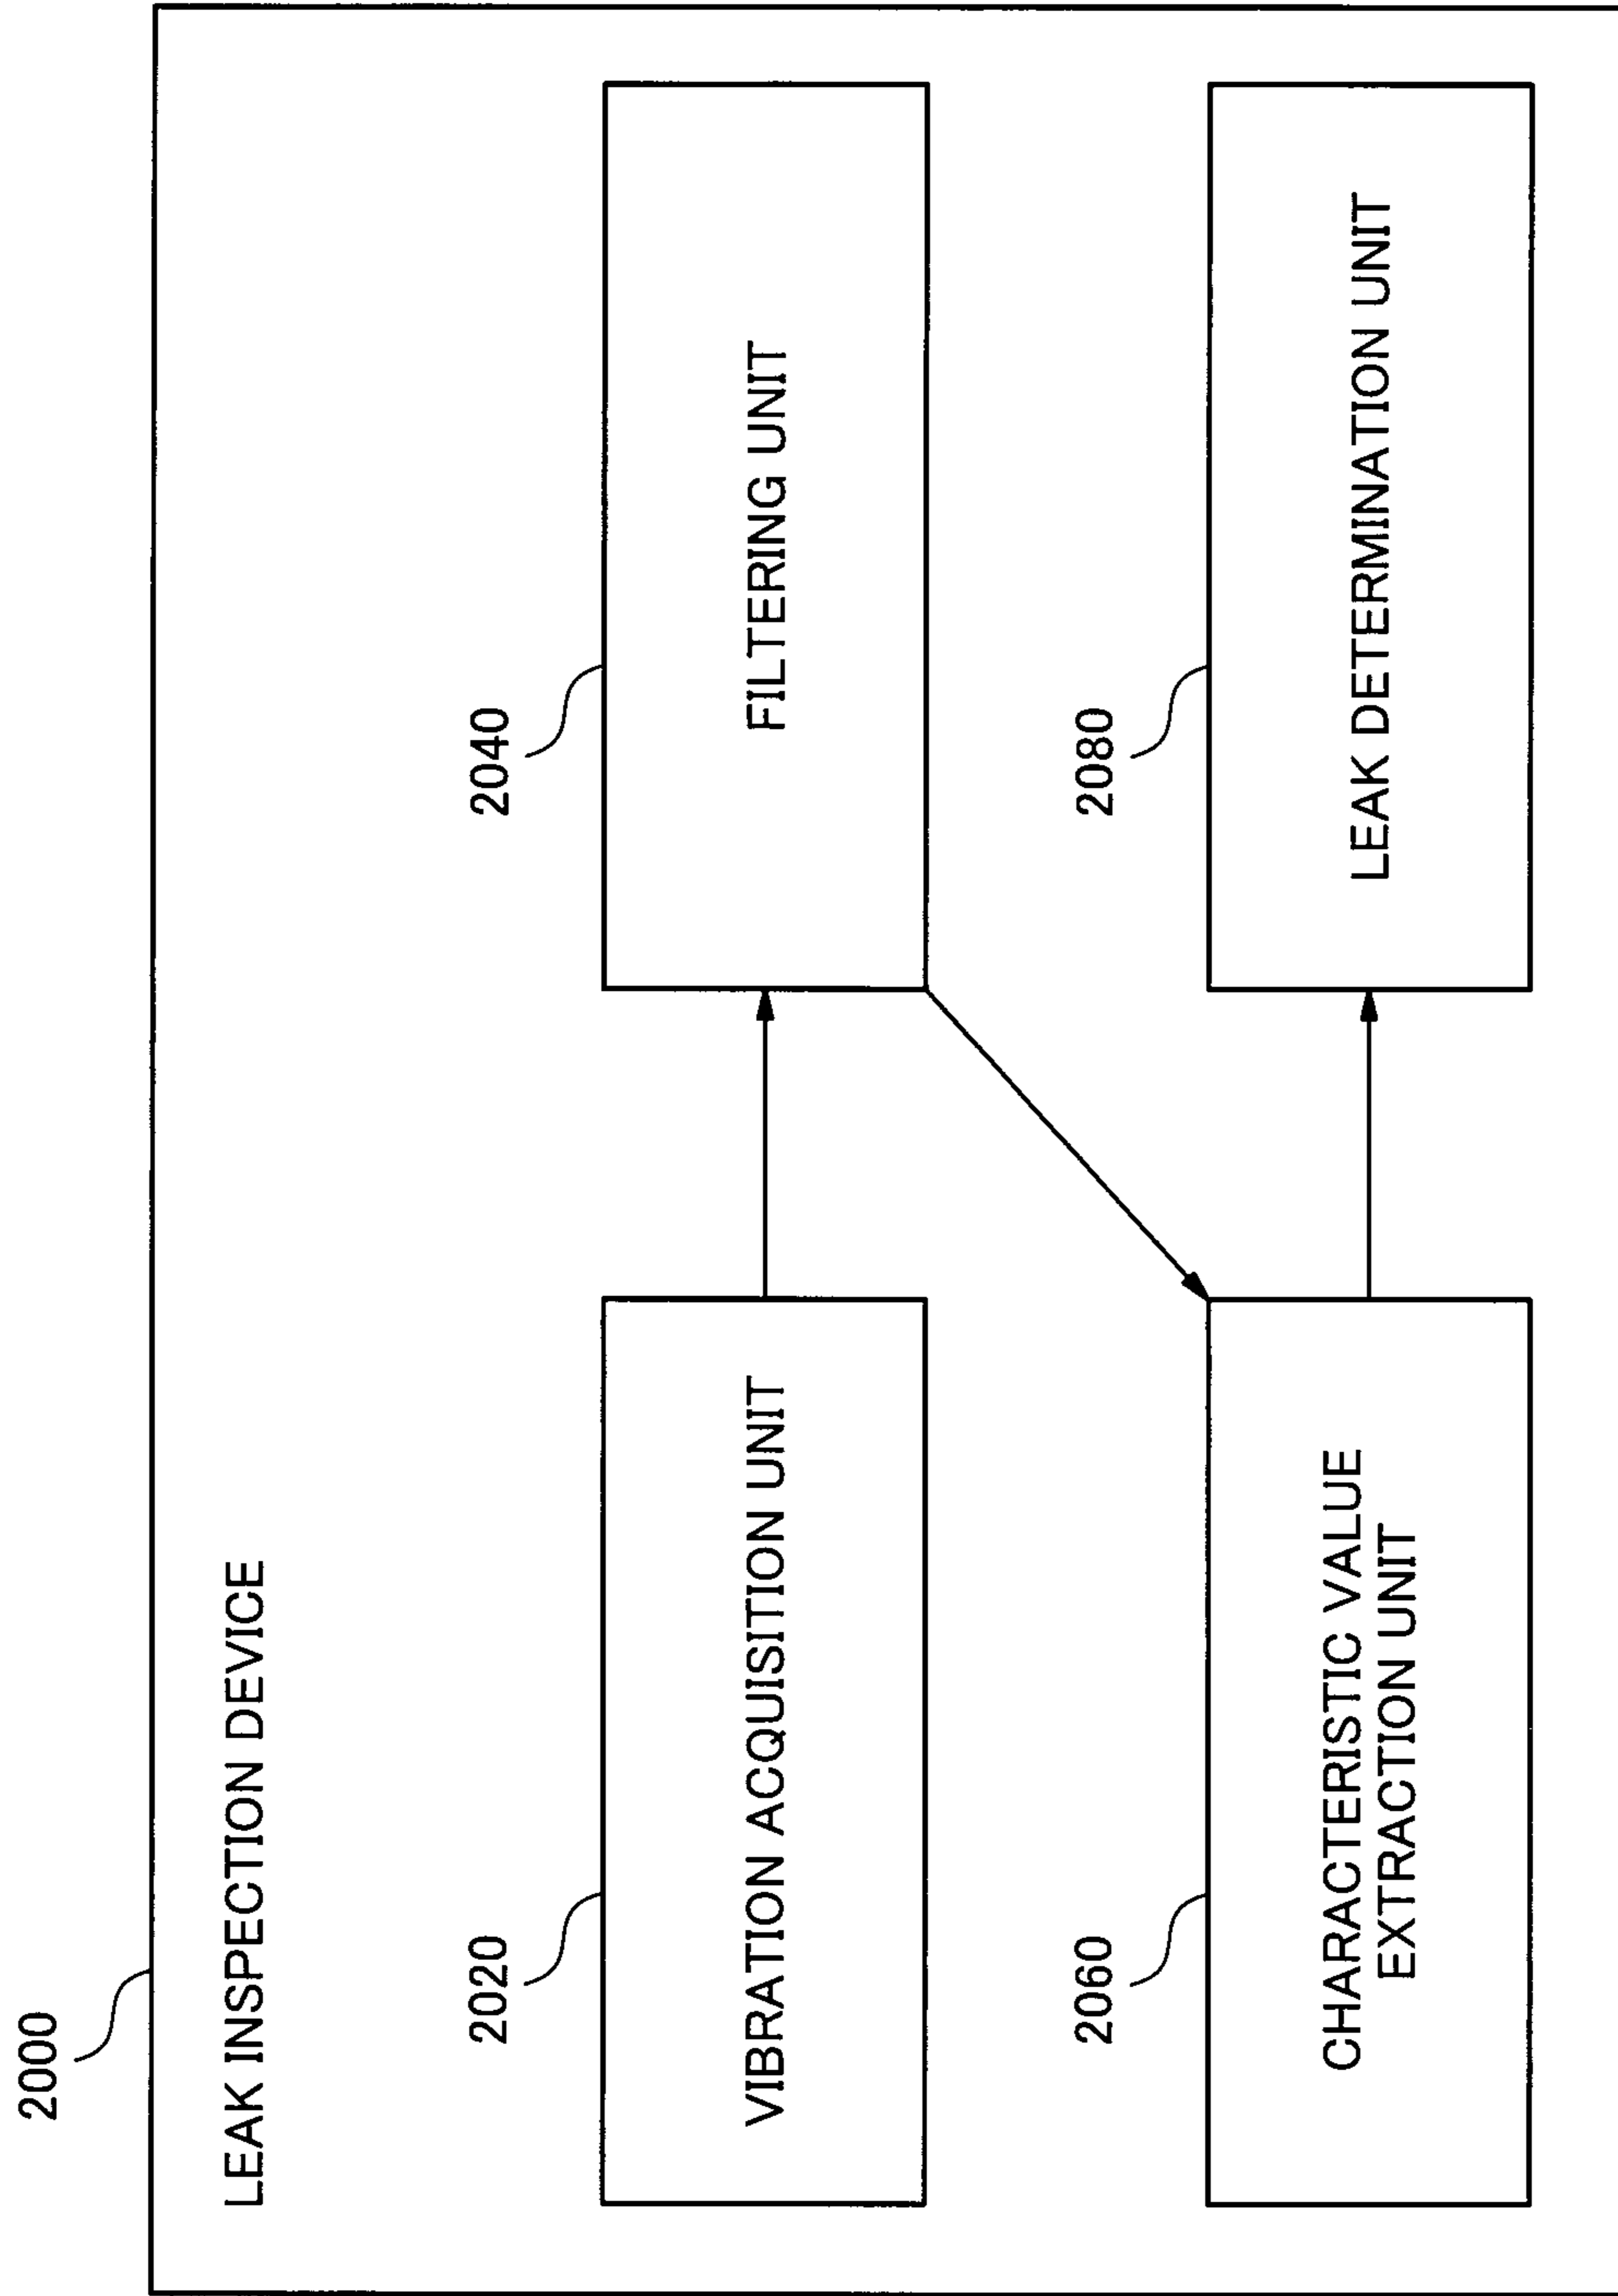 2000
LEAK INSPECTION DEVICE
2020
VIBRATION ACQUISITION UNIT
2040
FILTERING UNIT
2060
CHARACTERISTIC VALUE
EXTRACTION UNIT
2080
LEAK DETERMINATION UNIT